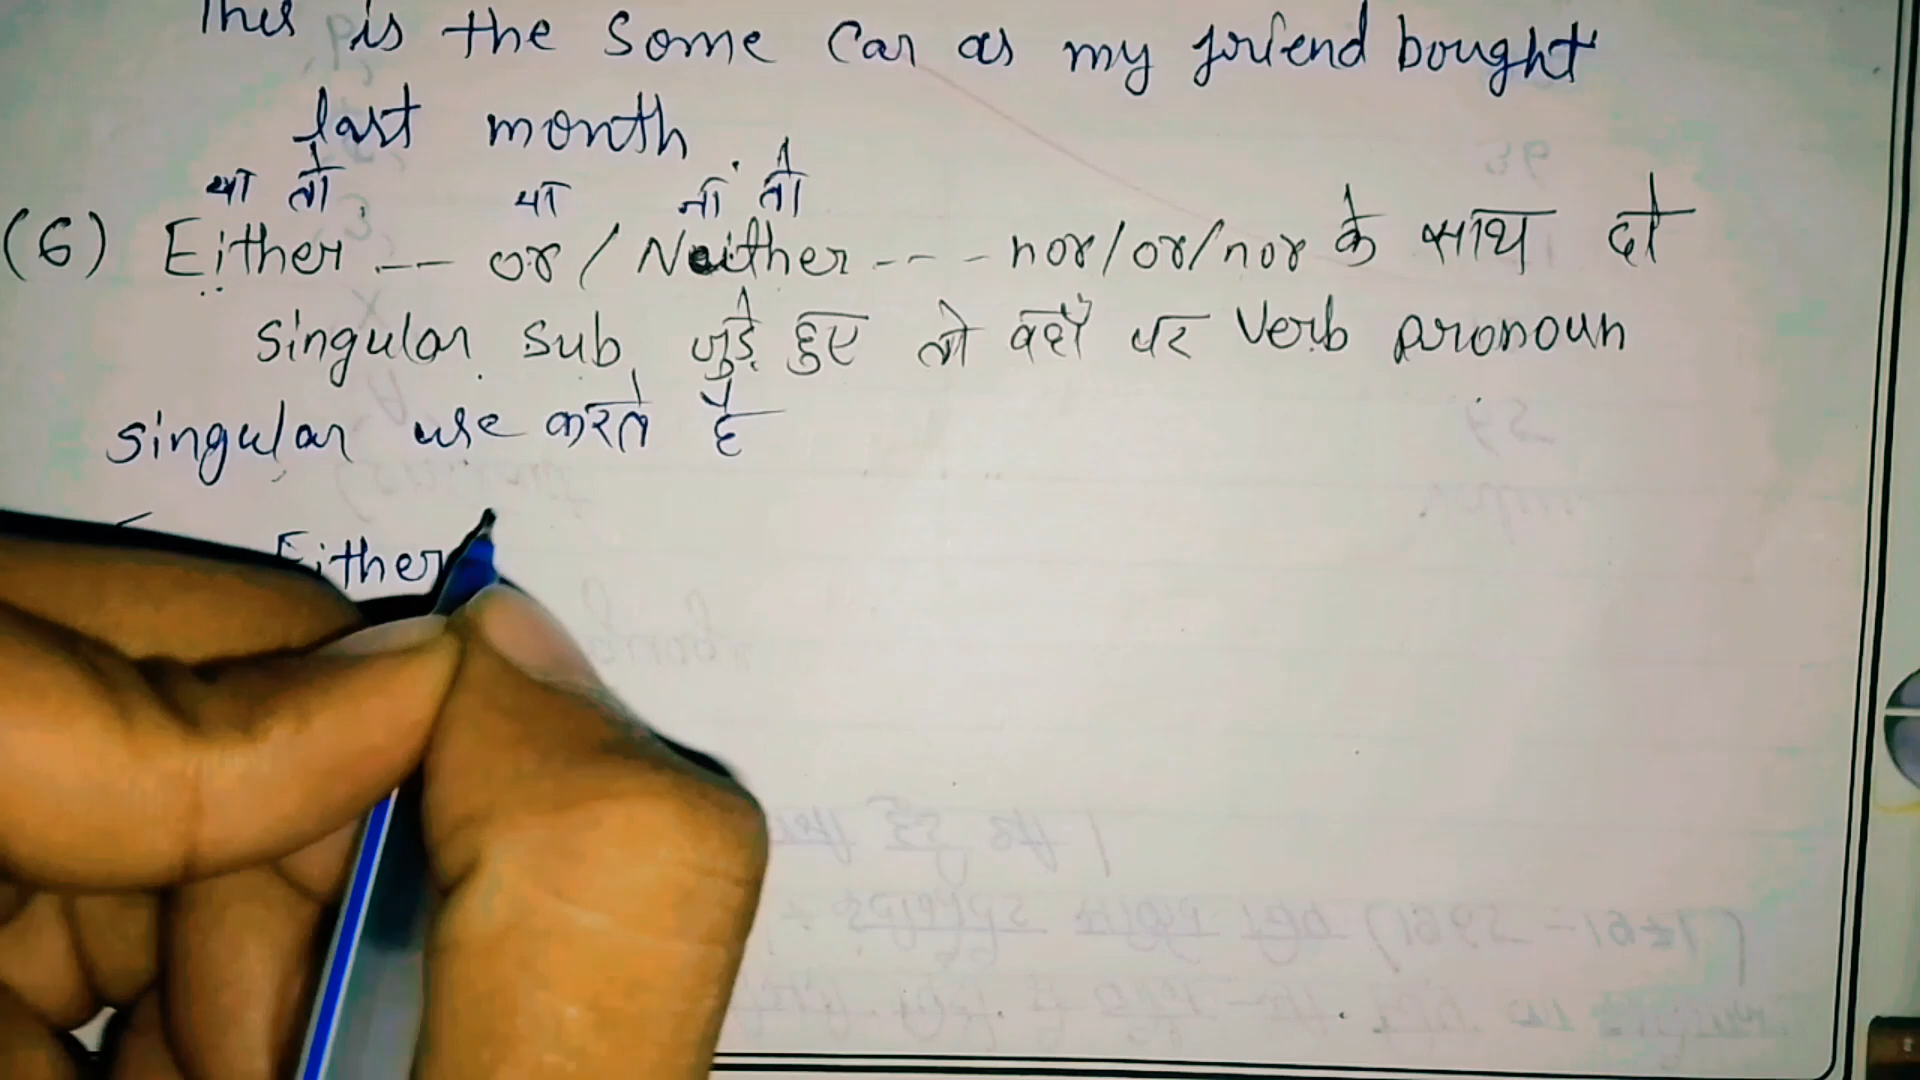 This is the Some Car as my friend bought
last month.
या तो या ना तो
(6) Either --- or / Neither --- nor/or/nor के साथ दो
singular sub जुड़े हुए तो वहाँ पर Verb pronoun
singular use करते है
Either